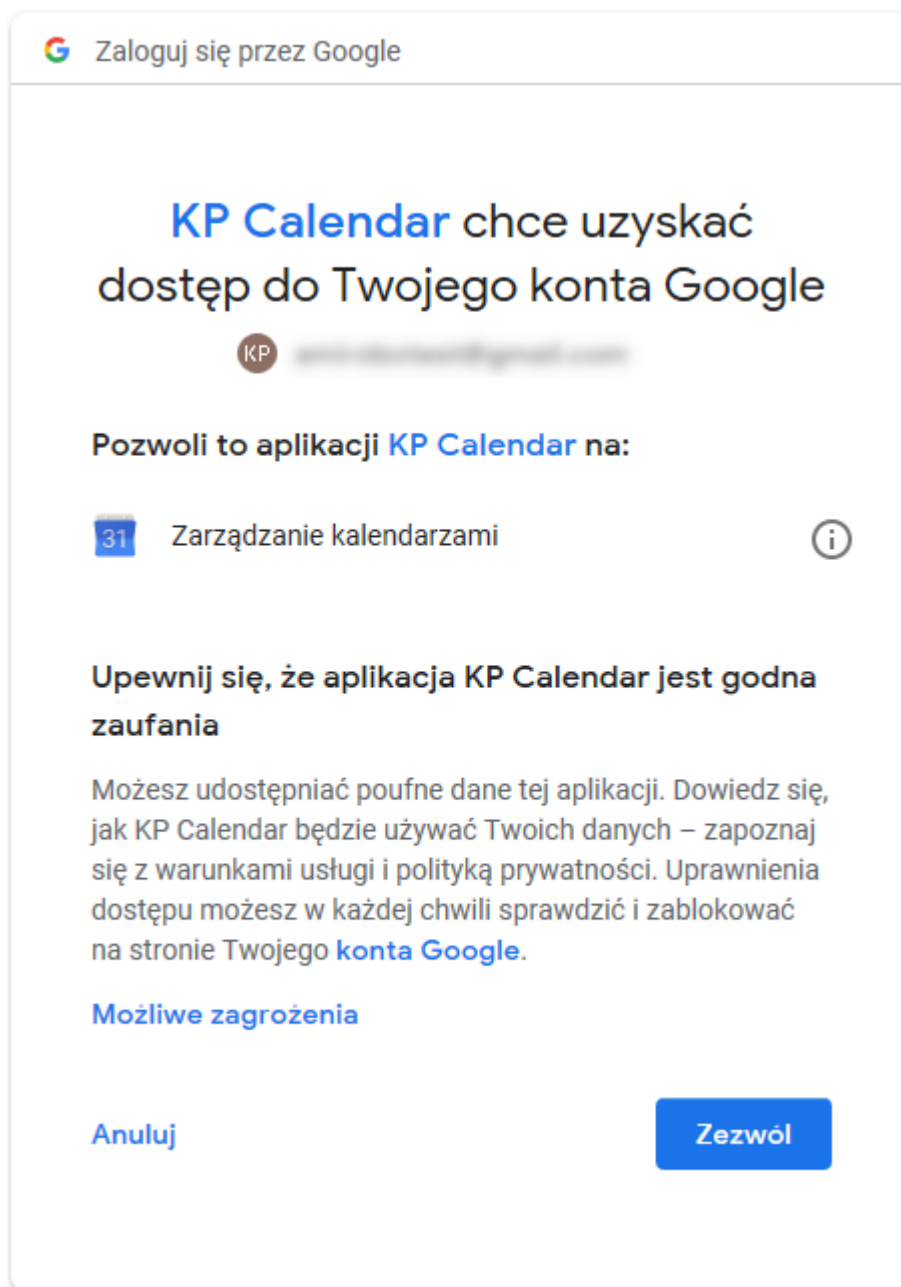 Zaloguj się przez Google
KP Calendar chce uzyskać
dostęp do Twojego konta Google
KP
Pozwoli to aplikacji KP Calendar na:
31 Zarządzanie kalendarzami
Upewnij się, że aplikacja KP Calendar jest godna
zaufania
Możesz udostępniać poufne dane tej aplikacji. Dowiedz się,
jak KP Calendar będzie używać Twoich danych – zapoznaj
się z warunkami usługi i polityką prywatności. Uprawnienia
dostępu możesz w każdej chwili sprawdzić i zablokować
na stronie Twojego konta Google.
Możliwe zagrożenia
Anuluj Zezwól